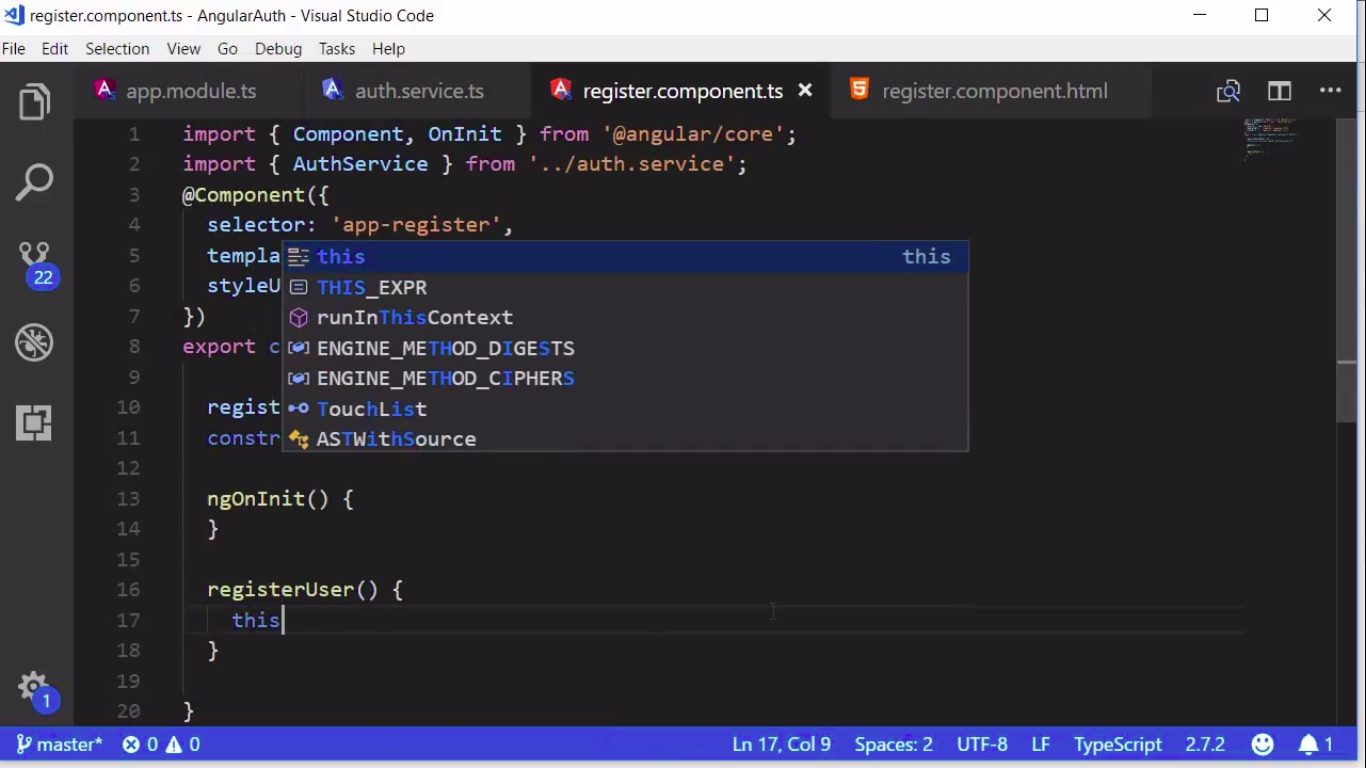 register.component.ts - AngularAuth - Visual Studio Code
File Edit Selection View Go Debug Tasks Help
app.module.ts auth.service.ts register.component.ts register.component.html
1 import { Component, OnInit } from '@angular/core';
2 import { AuthService } from '../auth.service';
3 @Component({
4 selector: 'app-register',
5 templa this this
6 styleU THIS_EXPR
7 }) runInThisContext
8 export c ENGINE_METHOD_DIGESTS
9 ENGINE_METHOD_CIPHERS
10 regist TouchList
11 constr ASTWithSource
12
13 ngOnInit() {
14 }
15
16 registerUser() {
17 this
18 }
19
20 }
22
1
master* 0 0 Ln 17, Col 9 Spaces: 2 UTF-8 LF TypeScript 2.7.2 1